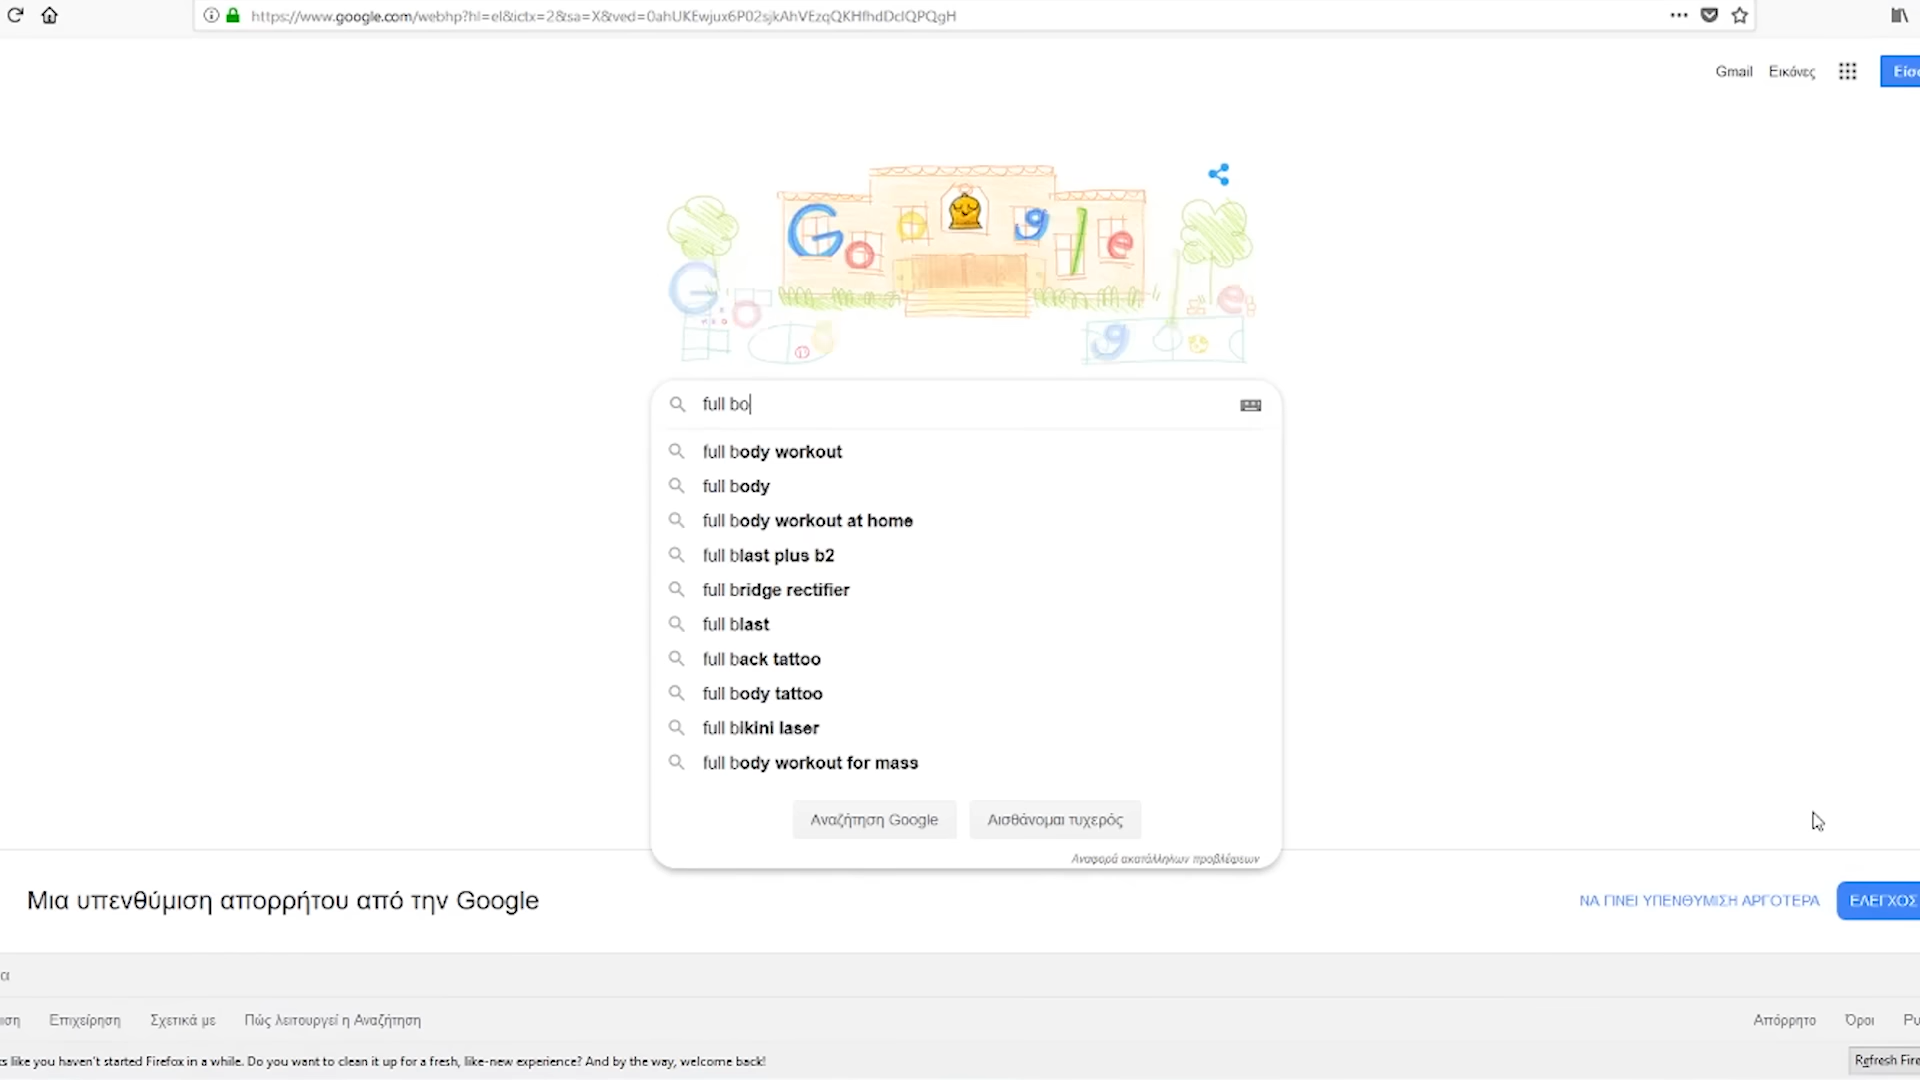 https://www.google.com/webhp?hl=el&ictx=2&sa=X&ved=0ahUKEwjux6P02sjkAhVEzqQKHfhdDcIQPQgH
Gmail Εικόνες
Google
full bo
full body workout
full body
full body workout at home
full blast plus b2
full bridge rectifier
full blast
full back tattoo
full body tattoo
full bikini laser
full body workout for mass
Αναζήτηση Google Αισθάνομαι τυχερός
Αναφορά ακατάλληλων προβλέψεων
Μια υπενθύμιση απορρήτου από την Google
ΝΑ ΓΙΝΕΙ ΥΠΕΝΘΥΜΙΣΗ ΑΡΓΟΤΕΡΑ ΕΛΕΓΧΟΣ
Επιχείρηση Σχετικά με Πώς λειτουργεί η Αναζήτηση Απόρρητο Όροι
like you haven't started Firefox in a while. Do you want to clean it up for a fresh, like-new experience? And by the way, welcome back! Refresh Fire